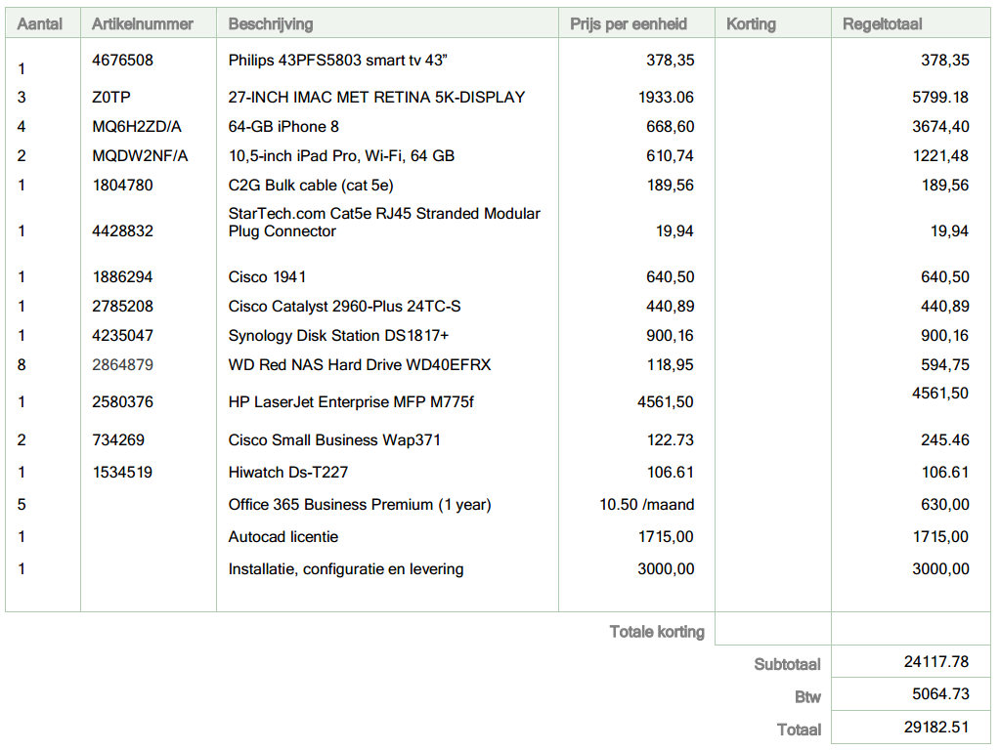 Aantal Artikelnummer Beschrijving Prijs per eenheid Korting Regeltotaal
1 4676508 Philips 43PFS5803 smart tv 43” 378,35 378,35
3 Z0TP 27-INCH IMAC MET RETINA 5K-DISPLAY 1933.06 5799.18
4 MQ6H2ZD/A 64-GB iPhone 8 668,60 3674,40
2 MQDW2NF/A 10,5-inch iPad Pro, Wi-Fi, 64 GB 610,74 1221,48
1 1804780 C2G Bulk cable (cat 5e) 189,56 189,56
StarTech.com Cat5e RJ45 Stranded Modular
1 4428832 Plug Connector 19,94 19,94
1 1886294 Cisco 1941 640,50 640,50
1 2785208 Cisco Catalyst 2960-Plus 24TC-S 440,89 440,89
1 4235047 Synology Disk Station DS1817+ 900,16 900,16
8 2864879 WD Red NAS Hard Drive WD40EFRX 118,95 594,75
1 2580376 HP LaserJet Enterprise MFP M775f 4561,50 4561,50
2 734269 Cisco Small Business Wap371 122.73 245.46
1 1534519 Hiwatch Ds-T227 106.61 106.61
5 Office 365 Business Premium (1 year) 10.50 /maand 630,00
1 Autocad licentie 1715,00 1715,00
1 Installatie, configuratie en levering 3000,00 3000,00
Totale korting
Subtotaal 24117.78
Btw 5064.73
Totaal 29182.51